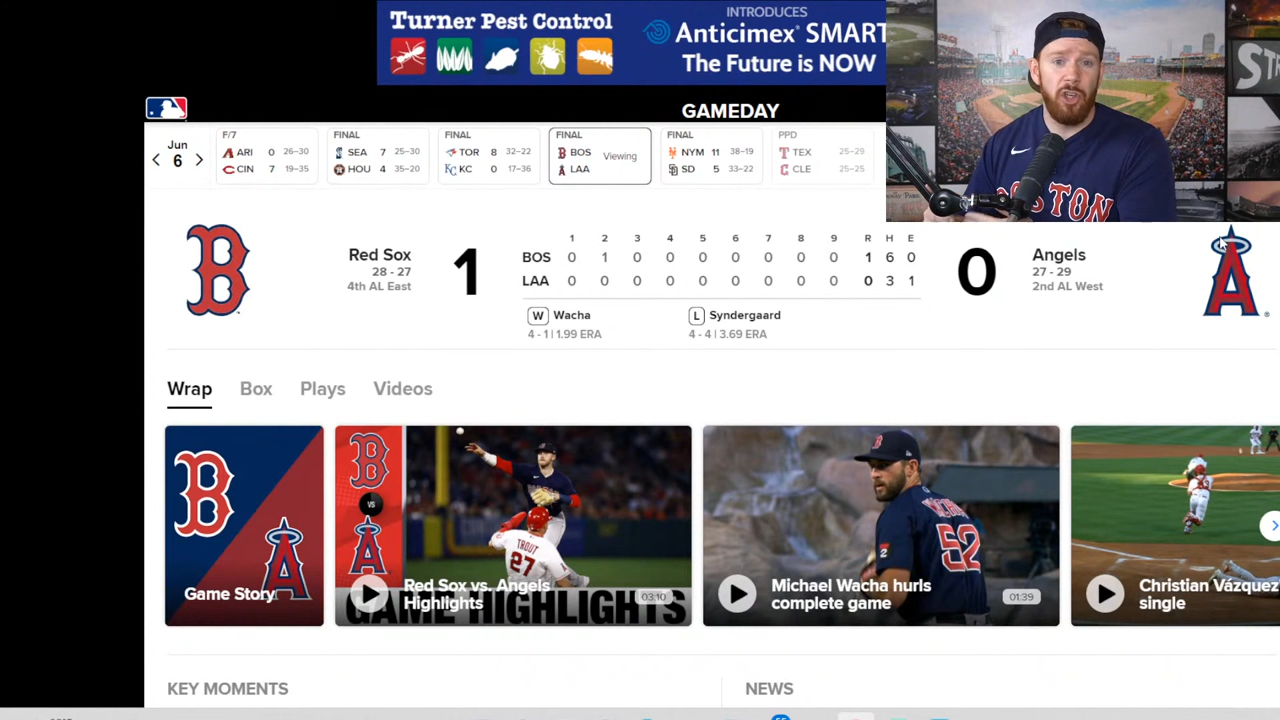 Turner Pest Control
INTRODUCES
Anticimex® SMART
The Future is NOW
BOSTON
GAMEDAY
Jun
6
F/7
ARI 0 26-30
CIN 7 19-35
FINAL
SEA 7 25-30
HOU 4 35-20
FINAL
TOR 8 32-22
KC 0 17-36
FINAL
BOS
LAA
Viewing
FINAL
NYM 11 38-19
SD 5 33-22
PPD
TEX 25-29
CLE 25-25
Red Sox
28 - 27
4th AL East
1
1 2 3 4 5 6 7 8 9 R H E
BOS 0 1 0 0 0 0 0 0 0 1 6 0
LAA 0 0 0 0 0 0 0 0 0 0 3 1
W Wacha
4 - 1 | 1.99 ERA
L Syndergaard
4 - 4 | 3.69 ERA
0
Angels
27 - 29
2nd AL West
Wrap Box Plays Videos
Game Story
VS
TROUT
27
Red Sox vs. Angels
Highlights
03:10
GAME HIGHLIGHTS
52
Michael Wacha hurls
complete game
01:39
Christian Vázquez
single
KEY MOMENTS
NEWS